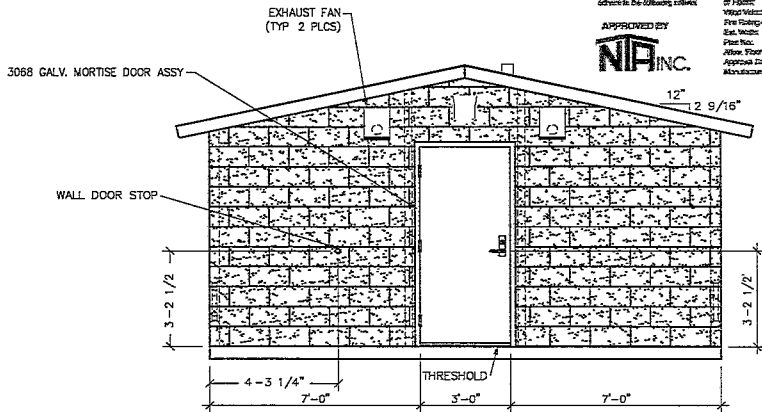 EXHAUST FAN
(TYP 2 PLCS)
APPROVED BY
NTA INC.
3068 GALV. MORTISE DOOR ASSY
12"
2 9/16"
WALL DOOR STOP
3-2 1/2
3-2 1/2'
THRESHOLD
4-3 1/4"
7'-0"
3'-0"
7'-0"